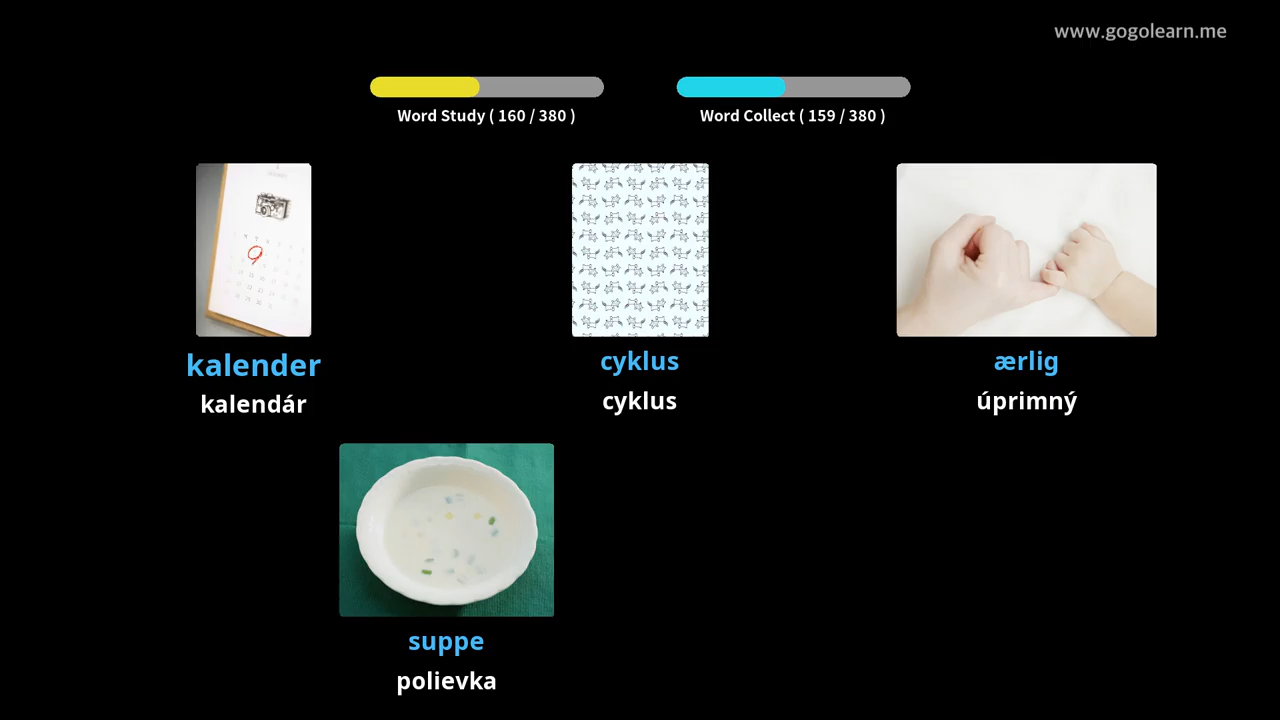 www.gogolearn.me
Word Study ( 160 / 380 )
Word Collect ( 159 / 380 )
kalender
kalendár
cyklus
cyklus
ærlig
úprimný
suppe
polievka